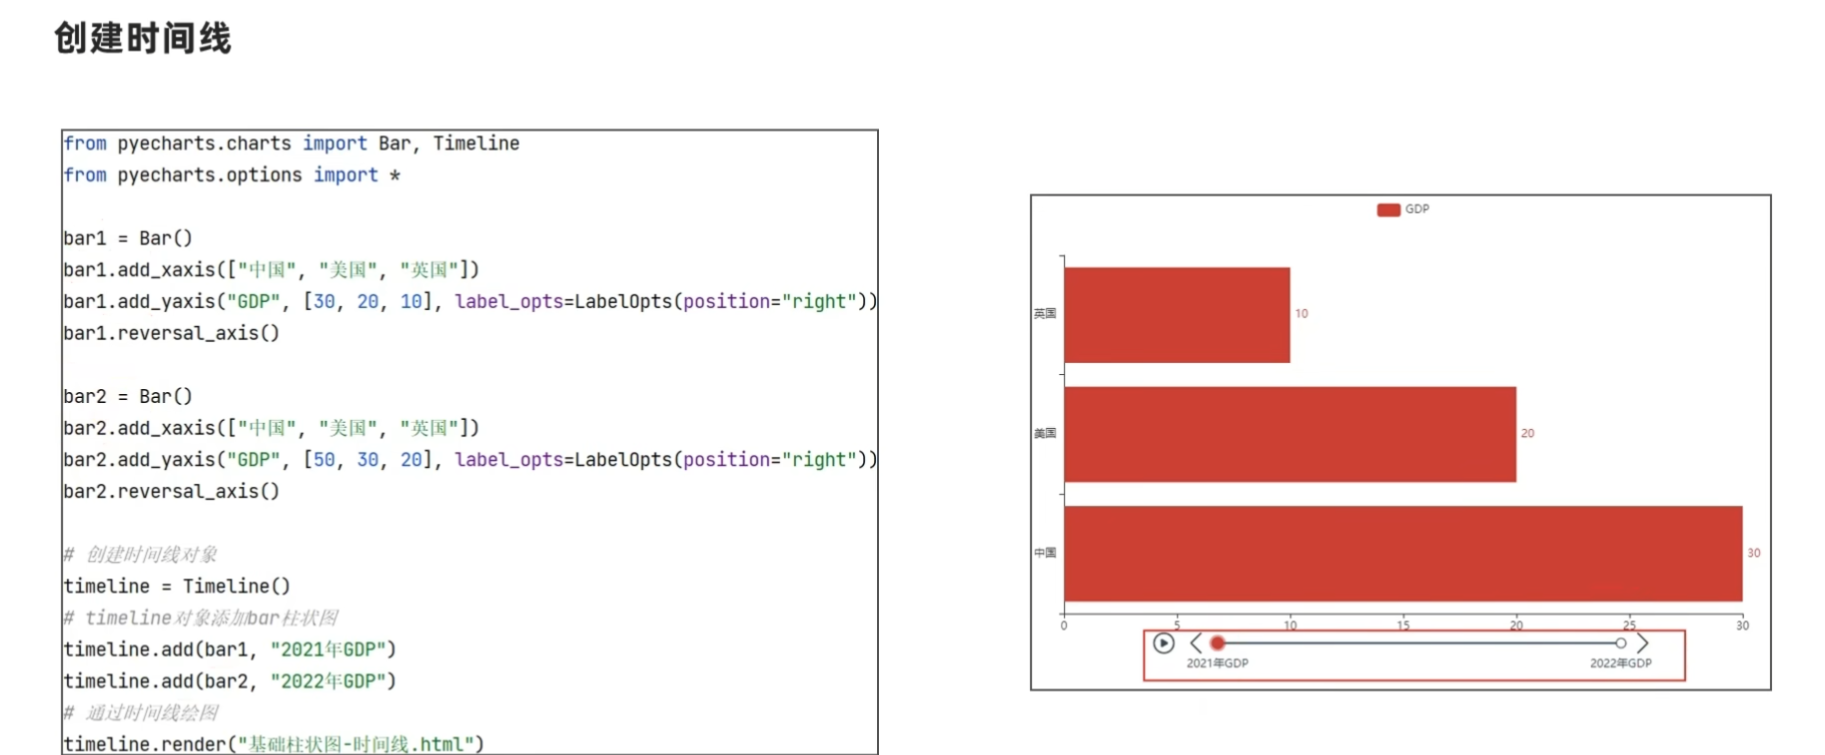 创建时间线
from pyecharts.charts import Bar, Timeline
from pyecharts.options import *
bar1 = Bar()
bar1.add_xaxis(["中国", "美国", "英国"])
bar1.add_yaxis("GDP", [30, 20, 10], label_opts=LabelOpts(position="right"))
bar1.reversal_axis()
bar2 = Bar()
bar2.add_xaxis(["中国", "美国", "英国"])
bar2.add_yaxis("GDP", [50, 30, 20], label_opts=LabelOpts(position="right"))
bar2.reversal_axis()
# 创建时间线对象
timeline = Timeline()
# timeline对象添加bar柱状图
timeline.add(bar1, "2021年GDP")
timeline.add(bar2, "2022年GDP")
# 通过时间线绘图
timeline.render("基础柱状图-时间线.html")
GDP
英国
10
美国
20
中国
30
0 5 10 15 20 25 30
2021年GDP 2022年GDP